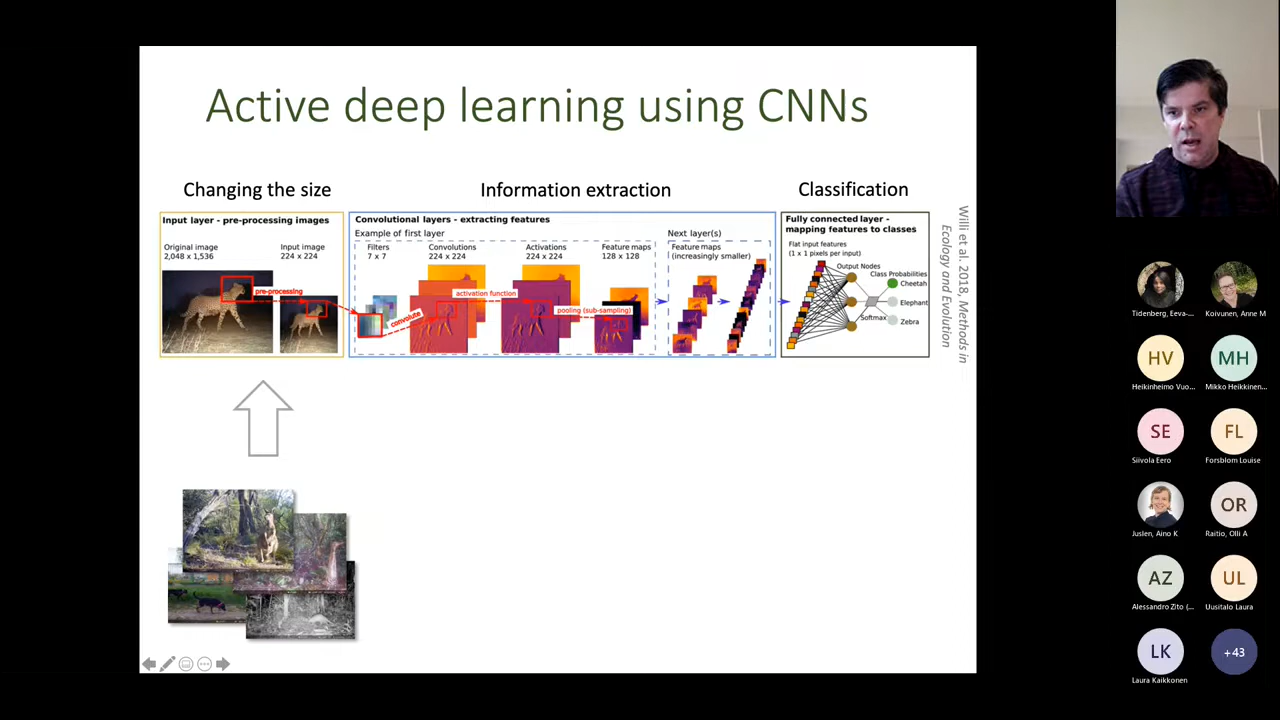 Active deep learning using CNNs
Changing the size
Information extraction
Classification
Input layer - pre-processing images
Original image
2,048 x 1,536
Input image
224 x 224
pre-processing
Convolutional layers - extracting features
Example of first layer
Filters
7 x 7
Convolutions
224 x 224
Activations
224 x 224
Feature maps
128 x 128
convolute
activation function
pooling (sub-sampling)
Next layer(s)
Feature maps
(increasingly smaller)
Fully connected layer -
mapping features to classes
Flat input features
(1 x 1 pixels per input)
Output Nodes
Class Probabilities
Cheetah
Elephant
Zebra
Softmax
Willi et al. 2018, Methods in
Ecology and Evolution
Tidenberg, Eeva-...
Koivunen, Anne M
HV
Heikinheimo Vuo...
MH
Mikko Heikkinen...
SE
Siivola Eero
FL
Forsblom Louise
Juslen, Aino K
OR
Raitio, Olli A
AZ
Alessandro Zito (...
UL
Uusitalo Laura
LK
Laura Kaikkonen
+43